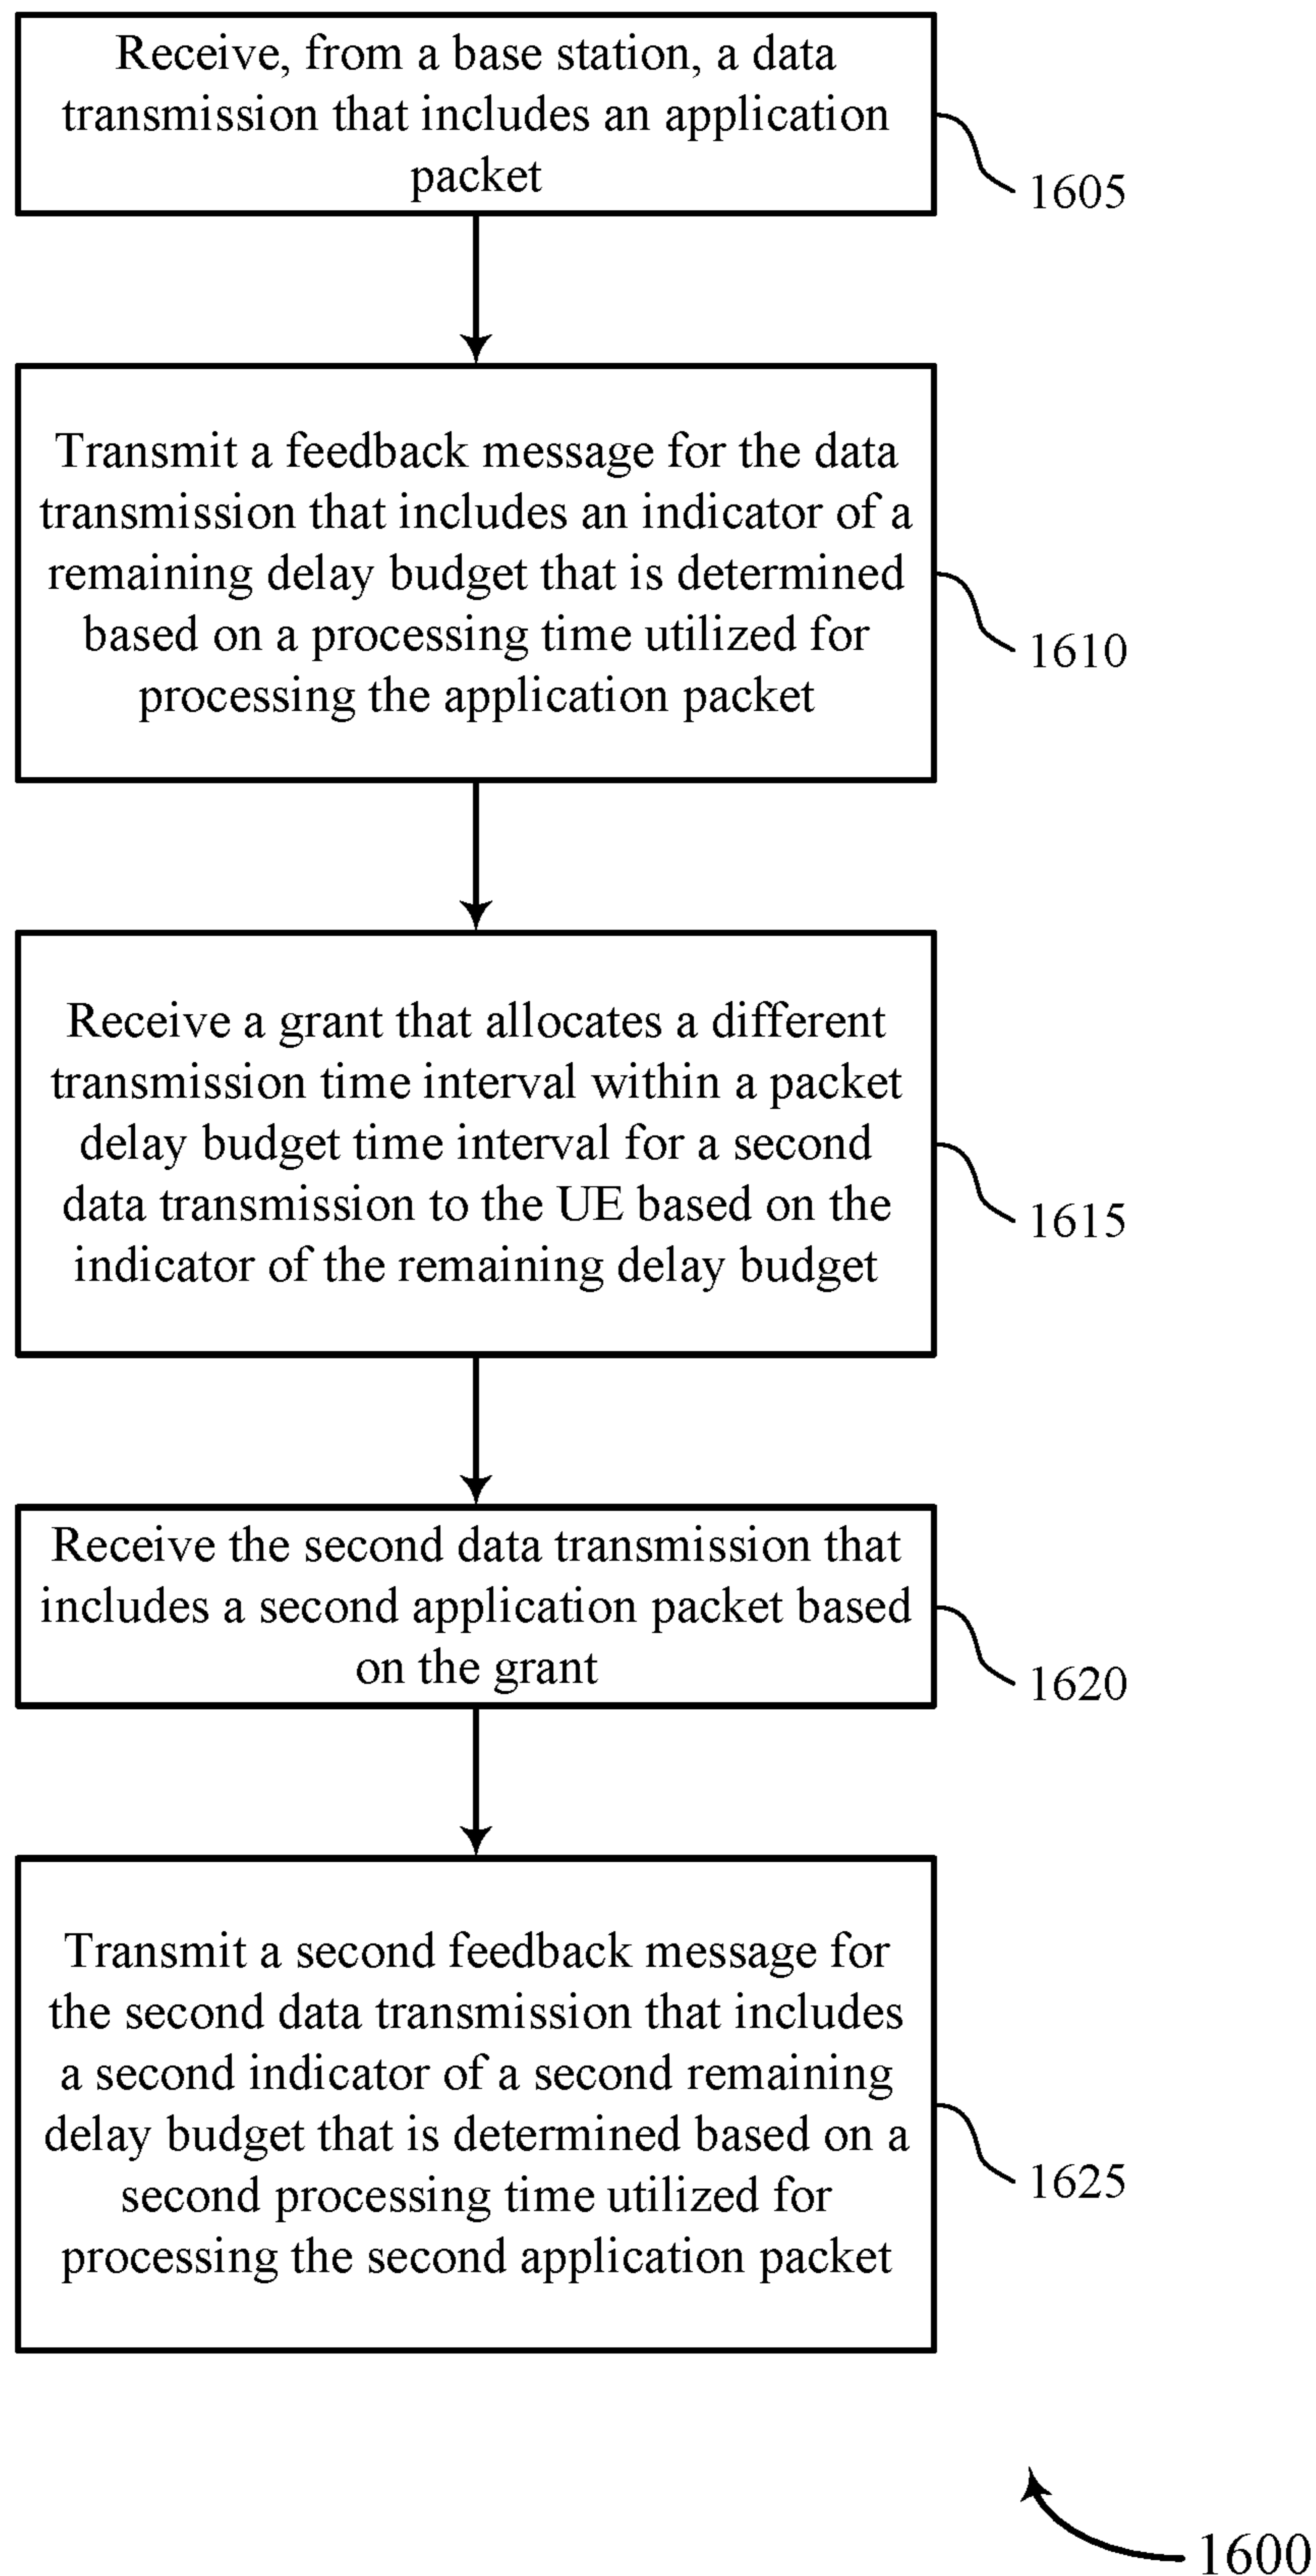 Receive, from a base station, a data
transmission that includes an application
packet
1605
Transmit a feedback message for the data
transmission that includes an indicator of a
remaining delay budget that is determined
based on a processing time utilized for
processing the application packet
1610
Receive a grant that allocates a different
transmission time interval within a packet
delay budget time interval for a second
data transmission to the UE based on the
indicator of the remaining delay budget
1615
Receive the second data transmission that
includes a second application packet based
on the grant
1620
Transmit a second feedback message for
the second data transmission that includes
a second indicator of a second remaining
delay budget that is determined based on a
second processing time utilized for
processing the second application packet
1625
1600